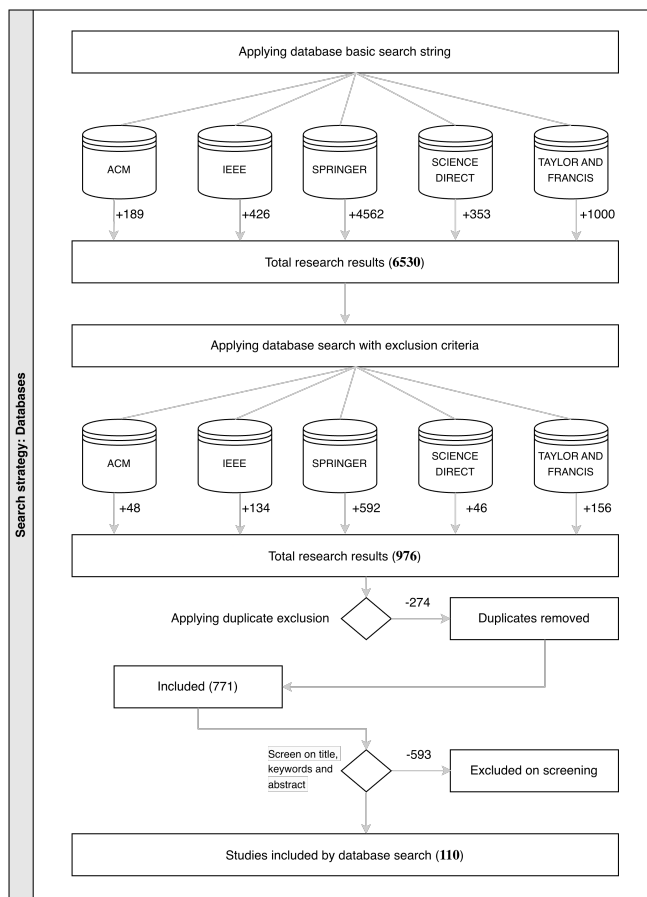 Search strategy: Databases
Applying database basic search string
ACM
IEEE
SPRINGER
SCIENCE
DIRECT
TAYLOR AND
FRANCIS
+189
+426
+4562
+353
+1000
Total research results (6530)
Applying database search with exclusion criteria
ACM
IEEE
SPRINGER
SCIENCE
DIRECT
TAYLOR AND
FRANCIS
+48
+134
+592
+46
+156
Total research results (976)
Applying duplicate exclusion
-274
Duplicates removed
Included (771)
Screen on title,
keywords and
abstract
-593
Excluded on screening
Studies included by database search (110)